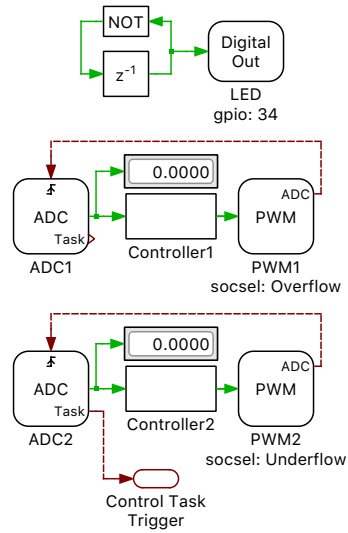 NOT
z-1
Digital
Out
LED
gpio: 34
0.0000
ADC
ADC
Task
PWM
ADC1
Controller1
PWM1
socsel: Overflow
0.0000
ADC
ADC
Task
PWM
ADC2
Controller2
PWM2
socsel: Underflow
Control Task
Trigger